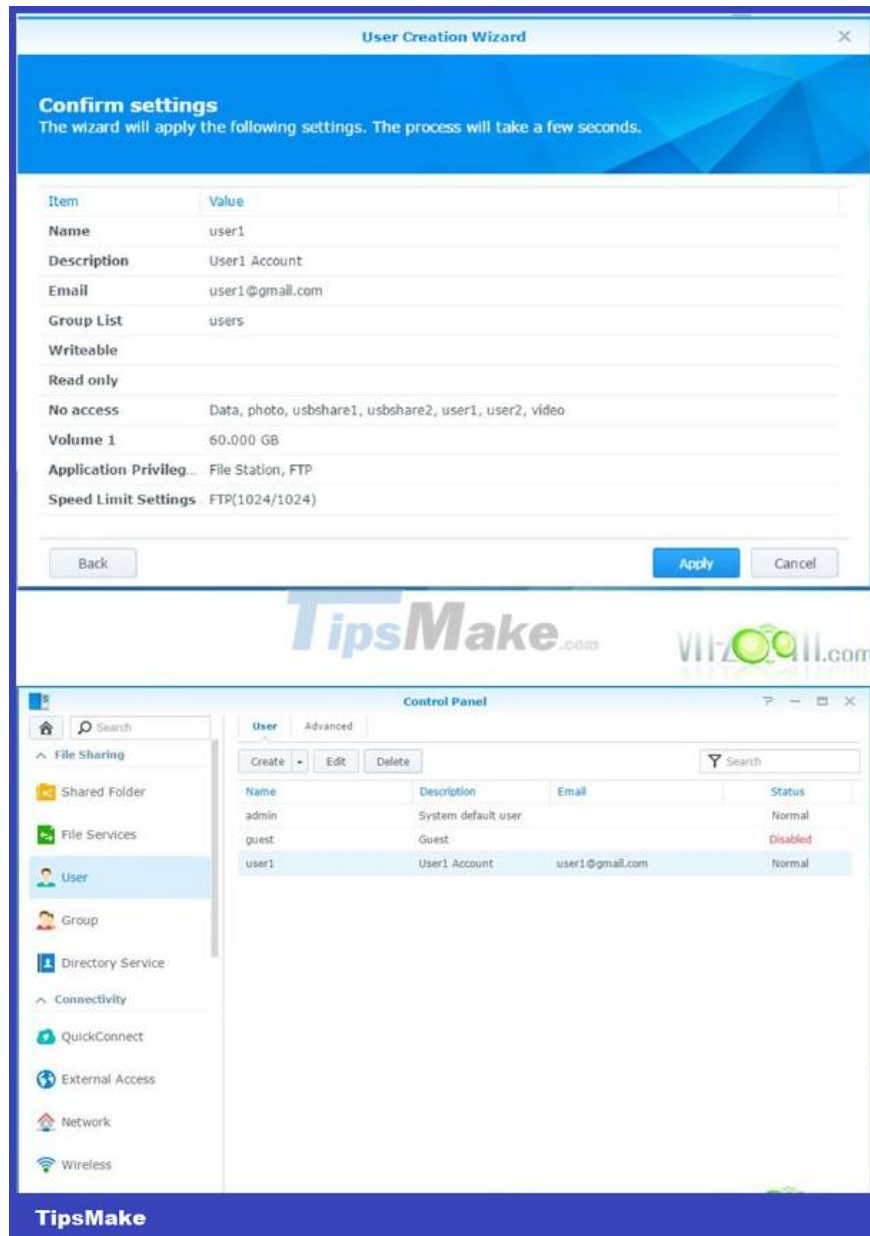 User Creation Wizard
Confirm settings
The wizard will apply the following settings. The process will take a few seconds.
Item Value
Name user1
Description User1 Account
Email user1@gmail.com
Group List users
Writeable
Read only
No access Data, photo, usbshare1, usbshare2, user1, user2, video
Volume 1 60.000 GB
Application Privileg... File Station, FTP
Speed Limit Settings FTP(1024/1024)
Back Apply Cancel
TipsMake.com
Control Panel
Search User Advanced
File Sharing
Create Edit Delete Search
Shared Folder
Name Description Email Status
admin System default user Normal
File Services
guest Guest Disabled
user1 User1 Account user1@gmail.com Normal
User
Group
Directory Service
Connectivity
QuickConnect
External Access
Network
Wireless
TipsMake